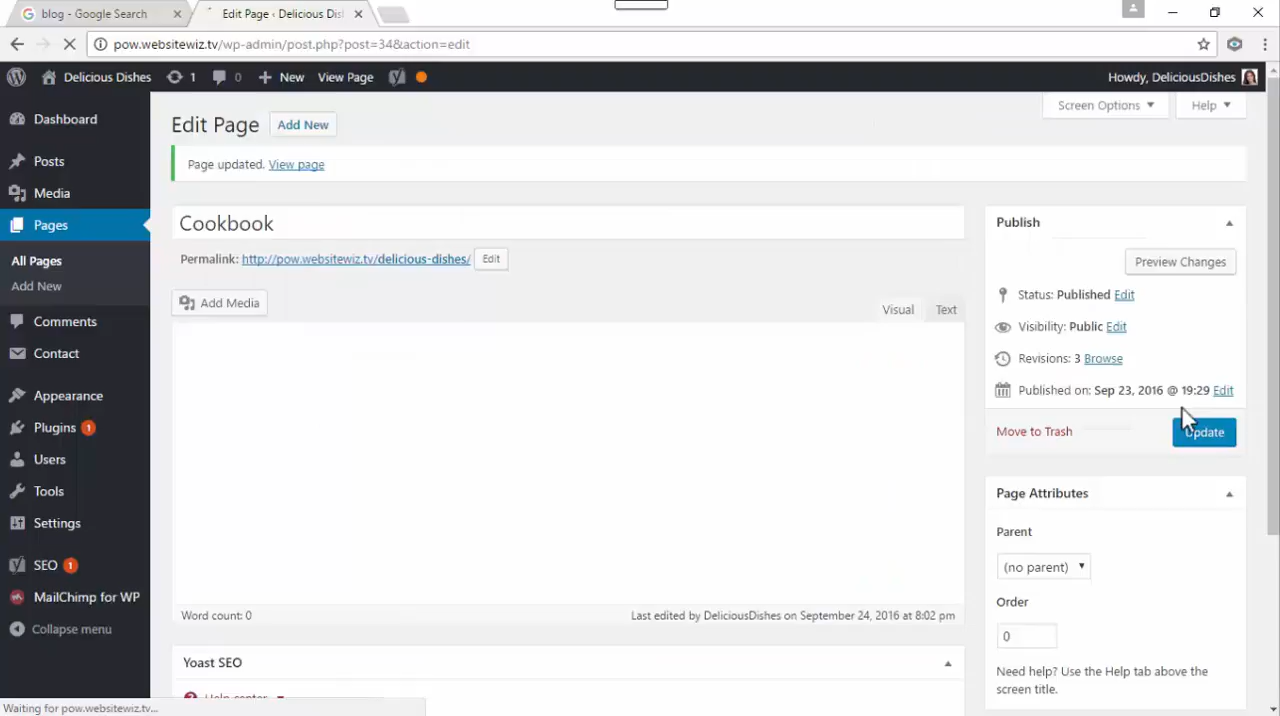 blog - Google Search
Edit Page ‹ Delicious Dis
pow.websitewiz.tv/wp-admin/post.php?post=34&action=edit
Delicious Dishes 1 0 New View Page
Howdy, DeliciousDishes
Screen Options Help
Dashboard
Posts
Media
Pages
All Pages
Add New
Comments
Contact
Appearance
Plugins 1
Users
Tools
Settings
SEO 1
MailChimp for WP
Collapse menu
Edit Page Add New
Page updated. View page
Cookbook
Permalink: http://pow.websitewiz.tv/delicious-dishes/ Edit
Add Media
Visual Text
Word count: 0 Last edited by DeliciousDishes on September 24, 2016 at 8:02 pm
Yoast SEO
Help center
Publish
Preview Changes
Status: Published Edit
Visibility: Public Edit
Revisions: 3 Browse
Published on: Sep 23, 2016 @ 19:29 Edit
Move to Trash Update
Page Attributes
Parent
(no parent)
Order
0
Need help? Use the Help tab above the
screen title.
Waiting for pow.websitewiz.tv...